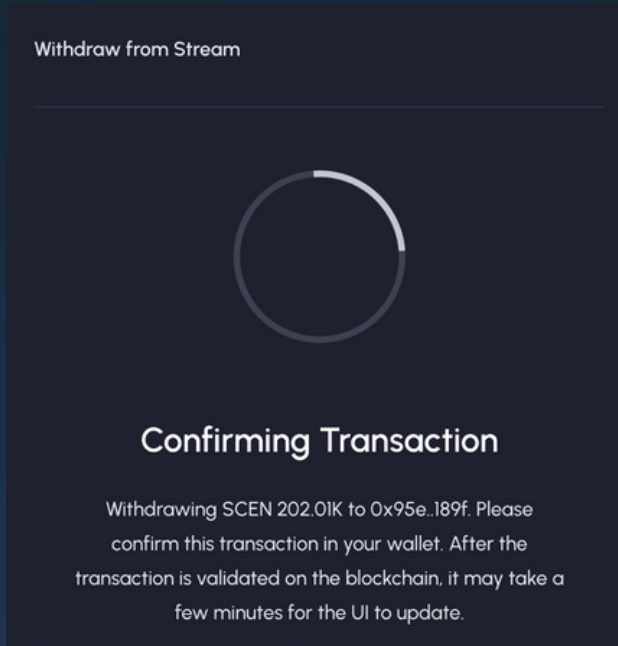 Withdraw from Stream
Confirming Transaction
Withdrawing SCEN 202.01K to 0x95e..189f. Please
confirm this transaction in your wallet. After the
transaction is validated on the blockchain, it may take a
few minutes for the UI to update.